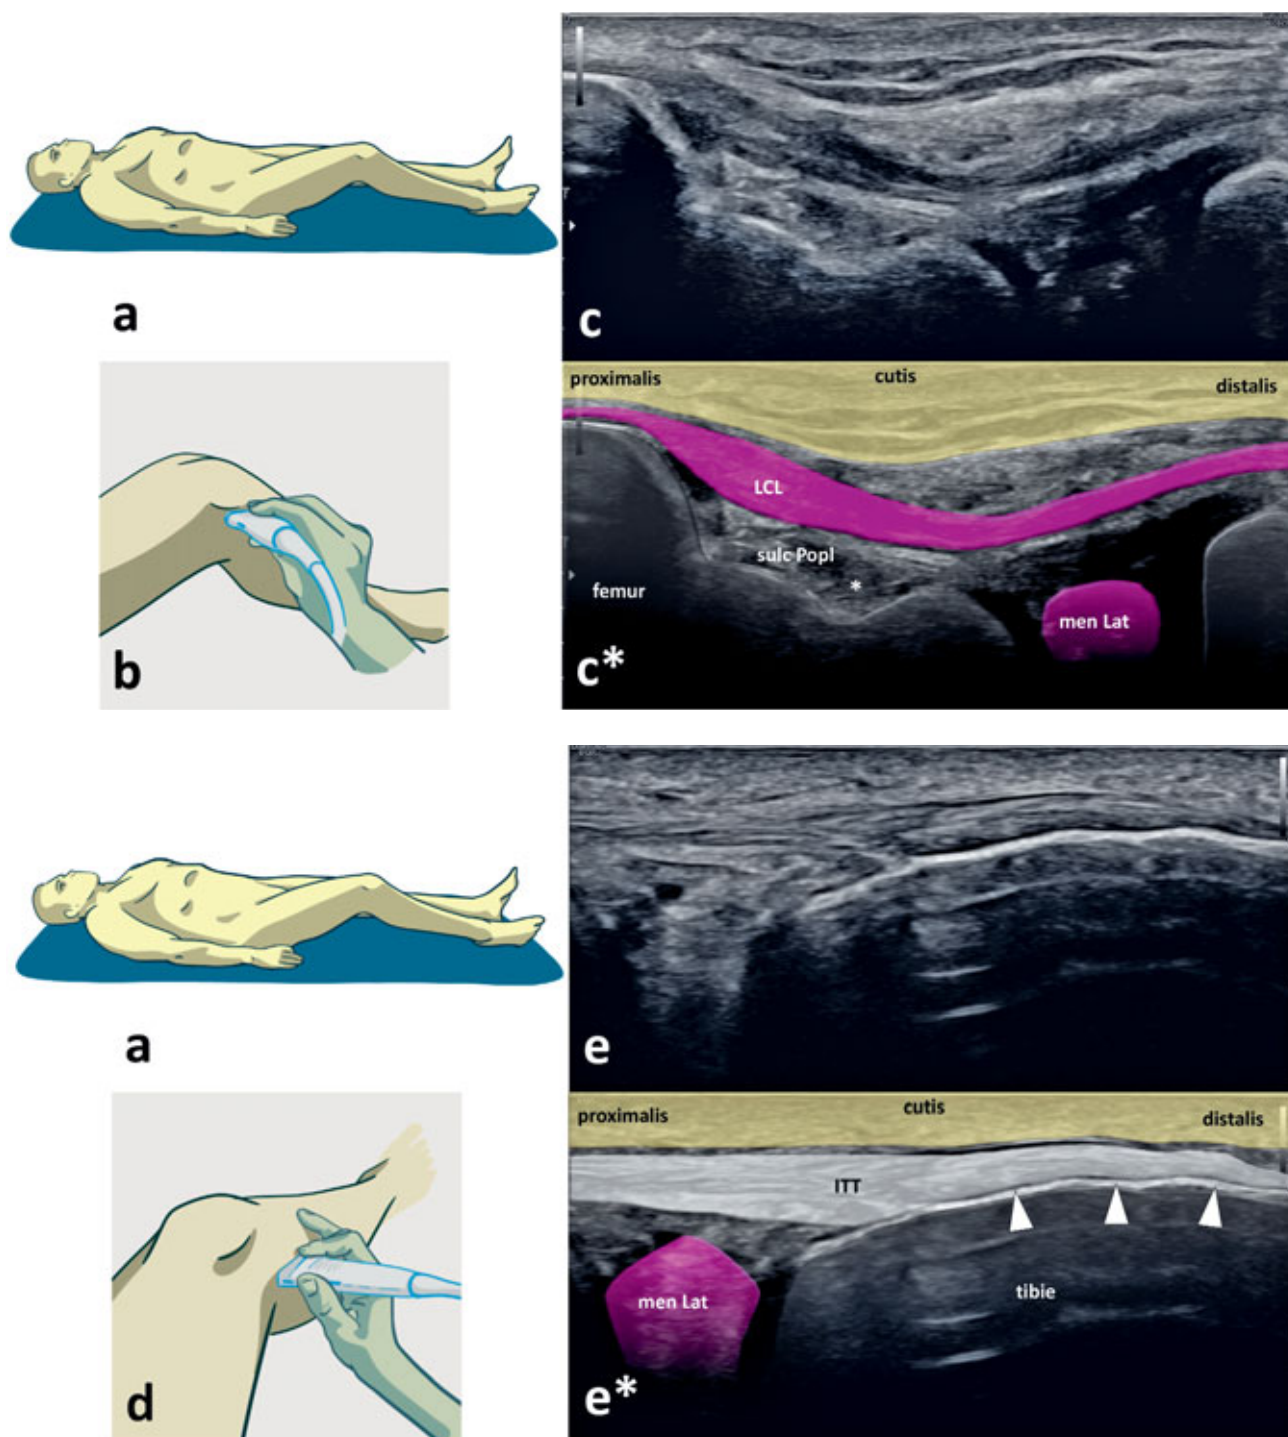 a
b
c
proximalis cutis distalis
LCL
sulc Popl
*
femur
men Lat
c*
a
d
e
proximalis cutis distalis
ITT
men Lat
tibie
e*